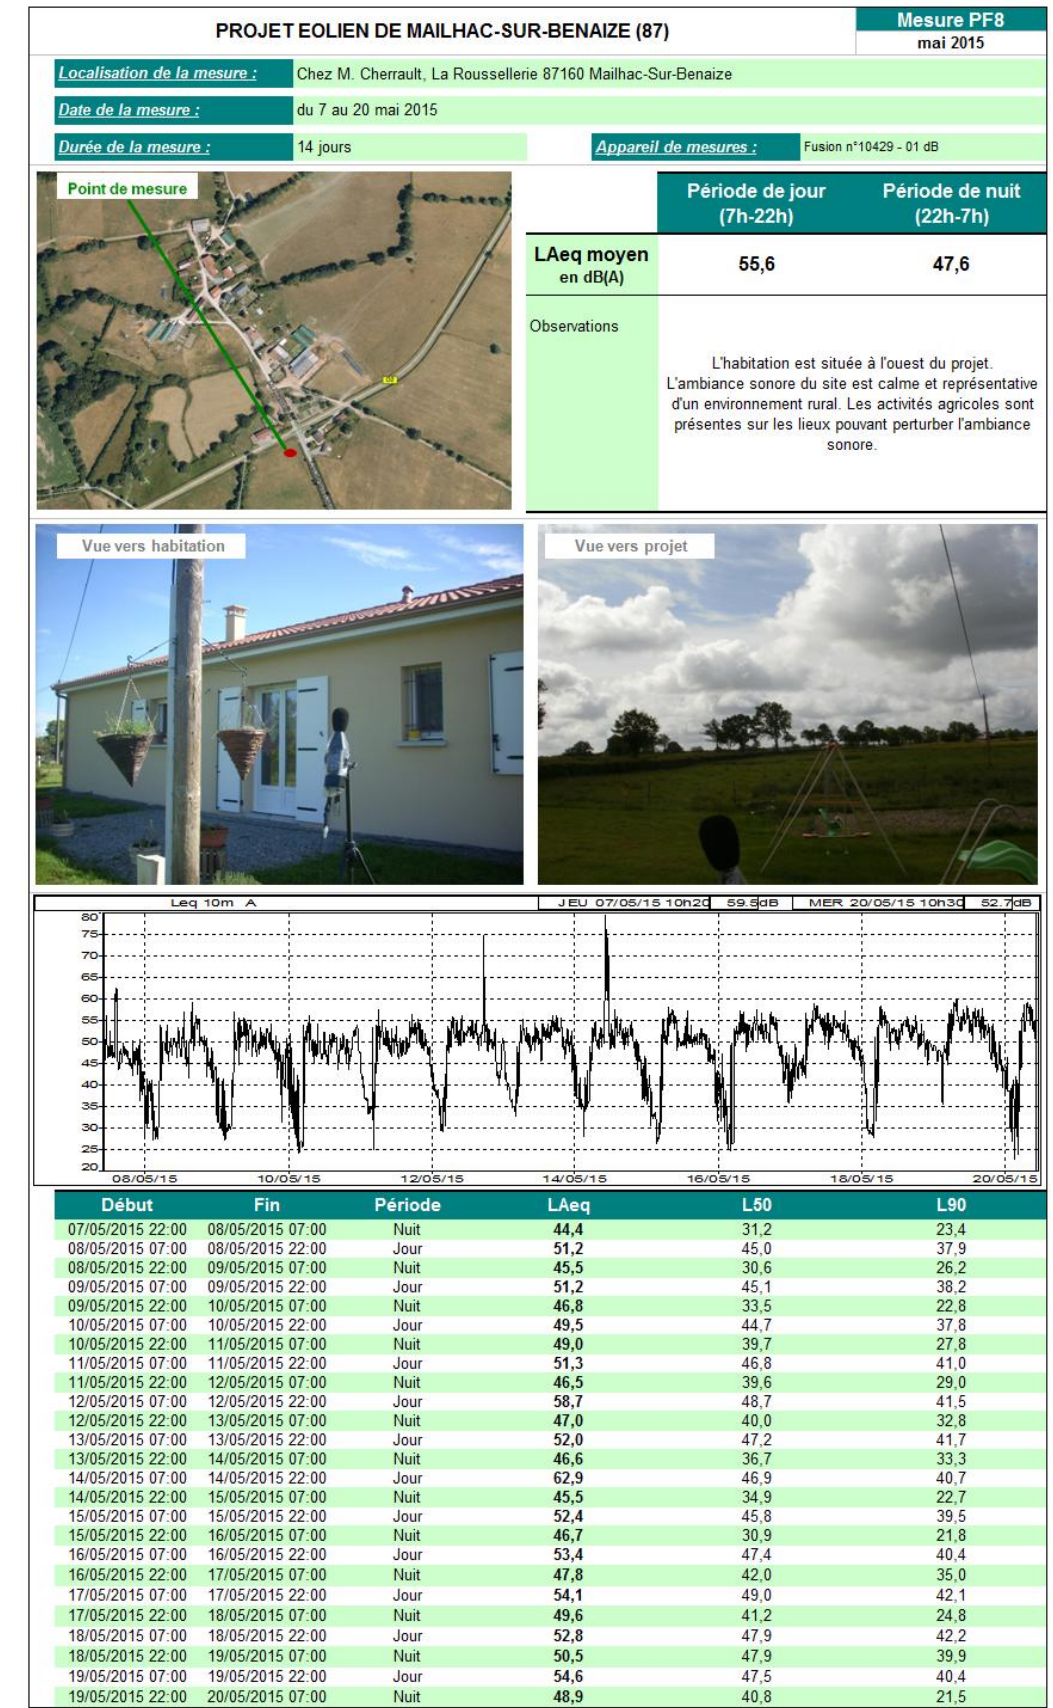 PROJET EOLIEN DE MAILHAC-SUR-BENAIZE (87)
Mesure PF8
mai 2015
Localisation de la mesure :
Chez M. Cherrault, La Roussellerie 87160 Mailhac-Sur-Benaize
Date de la mesure :
du 7 au 20 mai 2015
Durée de la mesure :
14 jours
Appareil de mesures :
Fusion n°10429 - 01 dB
Point de mesure
Période de jour (7h-22h)
Période de nuit (22h-7h)
LAeq moyen en dB(A)
55,6
47,6
Observations
L'habitation est située à l'ouest du projet.
L'ambiance sonore du site est calme et représentative
d'un environnement rural. Les activités agricoles sont
présentes sur les lieux pouvant perturber l'ambiance
sonore.
Vue vers habitation
Vue vers projet
Leq 10m A
JEU 07/05/15 10h20 59.5dB
MER 20/05/15 10h30 52.7dB
80
75
70
65
60
55
50
45
40
35
30
25
20
08/05/15 10/05/15 12/05/15 14/05/15 16/05/15 18/05/15 20/05/15
Début Fin Période LAeq L50 L90
07/05/2015 22:00 08/05/2015 07:00 Nuit 44,4 31,2 23,4
08/05/2015 07:00 08/05/2015 22:00 Jour 51,2 45,0 37,9
08/05/2015 22:00 09/05/2015 07:00 Nuit 45,5 30,6 26,2
09/05/2015 07:00 09/05/2015 22:00 Jour 51,2 45,1 38,2
09/05/2015 22:00 10/05/2015 07:00 Nuit 46,8 33,5 22,8
10/05/2015 07:00 10/05/2015 22:00 Jour 49,5 44,7 37,8
10/05/2015 22:00 11/05/2015 07:00 Nuit 49,0 39,7 27,8
11/05/2015 07:00 11/05/2015 22:00 Jour 51,3 46,8 41,0
11/05/2015 22:00 12/05/2015 07:00 Nuit 46,5 39,6 29,0
12/05/2015 07:00 12/05/2015 22:00 Jour 58,7 48,7 41,5
12/05/2015 22:00 13/05/2015 07:00 Nuit 47,0 40,0 32,8
13/05/2015 07:00 13/05/2015 22:00 Jour 52,0 47,2 41,7
13/05/2015 22:00 14/05/2015 07:00 Nuit 46,6 36,7 33,3
14/05/2015 07:00 14/05/2015 22:00 Jour 62,9 46,9 40,7
14/05/2015 22:00 15/05/2015 07:00 Nuit 45,5 34,9 22,7
15/05/2015 07:00 15/05/2015 22:00 Jour 52,4 45,8 39,5
15/05/2015 22:00 16/05/2015 07:00 Nuit 46,7 30,9 21,8
16/05/2015 07:00 16/05/2015 22:00 Jour 53,4 47,4 40,4
16/05/2015 22:00 17/05/2015 07:00 Nuit 47,8 42,0 35,0
17/05/2015 07:00 17/05/2015 22:00 Jour 54,1 49,0 42,1
17/05/2015 22:00 18/05/2015 07:00 Nuit 49,6 41,2 24,8
18/05/2015 07:00 18/05/2015 22:00 Jour 52,8 47,9 42,2
18/05/2015 22:00 19/05/2015 07:00 Nuit 50,5 47,9 39,9
19/05/2015 07:00 19/05/2015 22:00 Jour 54,6 47,5 40,4
19/05/2015 22:00 20/05/2015 07:00 Nuit 48,9 40,8 21,5